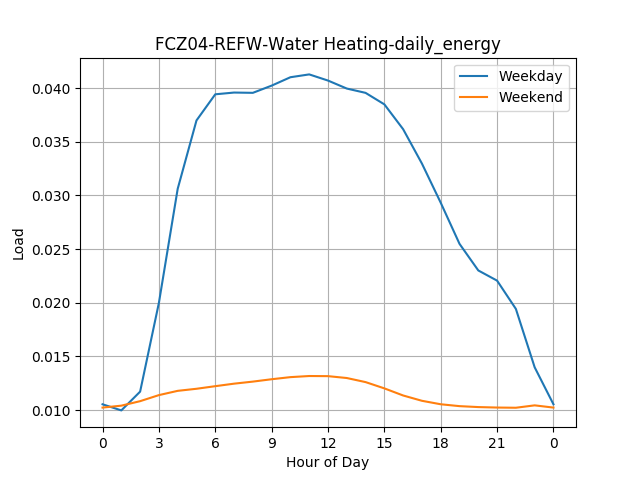 FCZ04-REFW-Water Heating-daily_energy
Weekday
Weekend
0.040
0.035
0.030
0.025
0.020
0.015
0.010
Load
0 3 6 9 12 15 18 21 0
Hour of Day